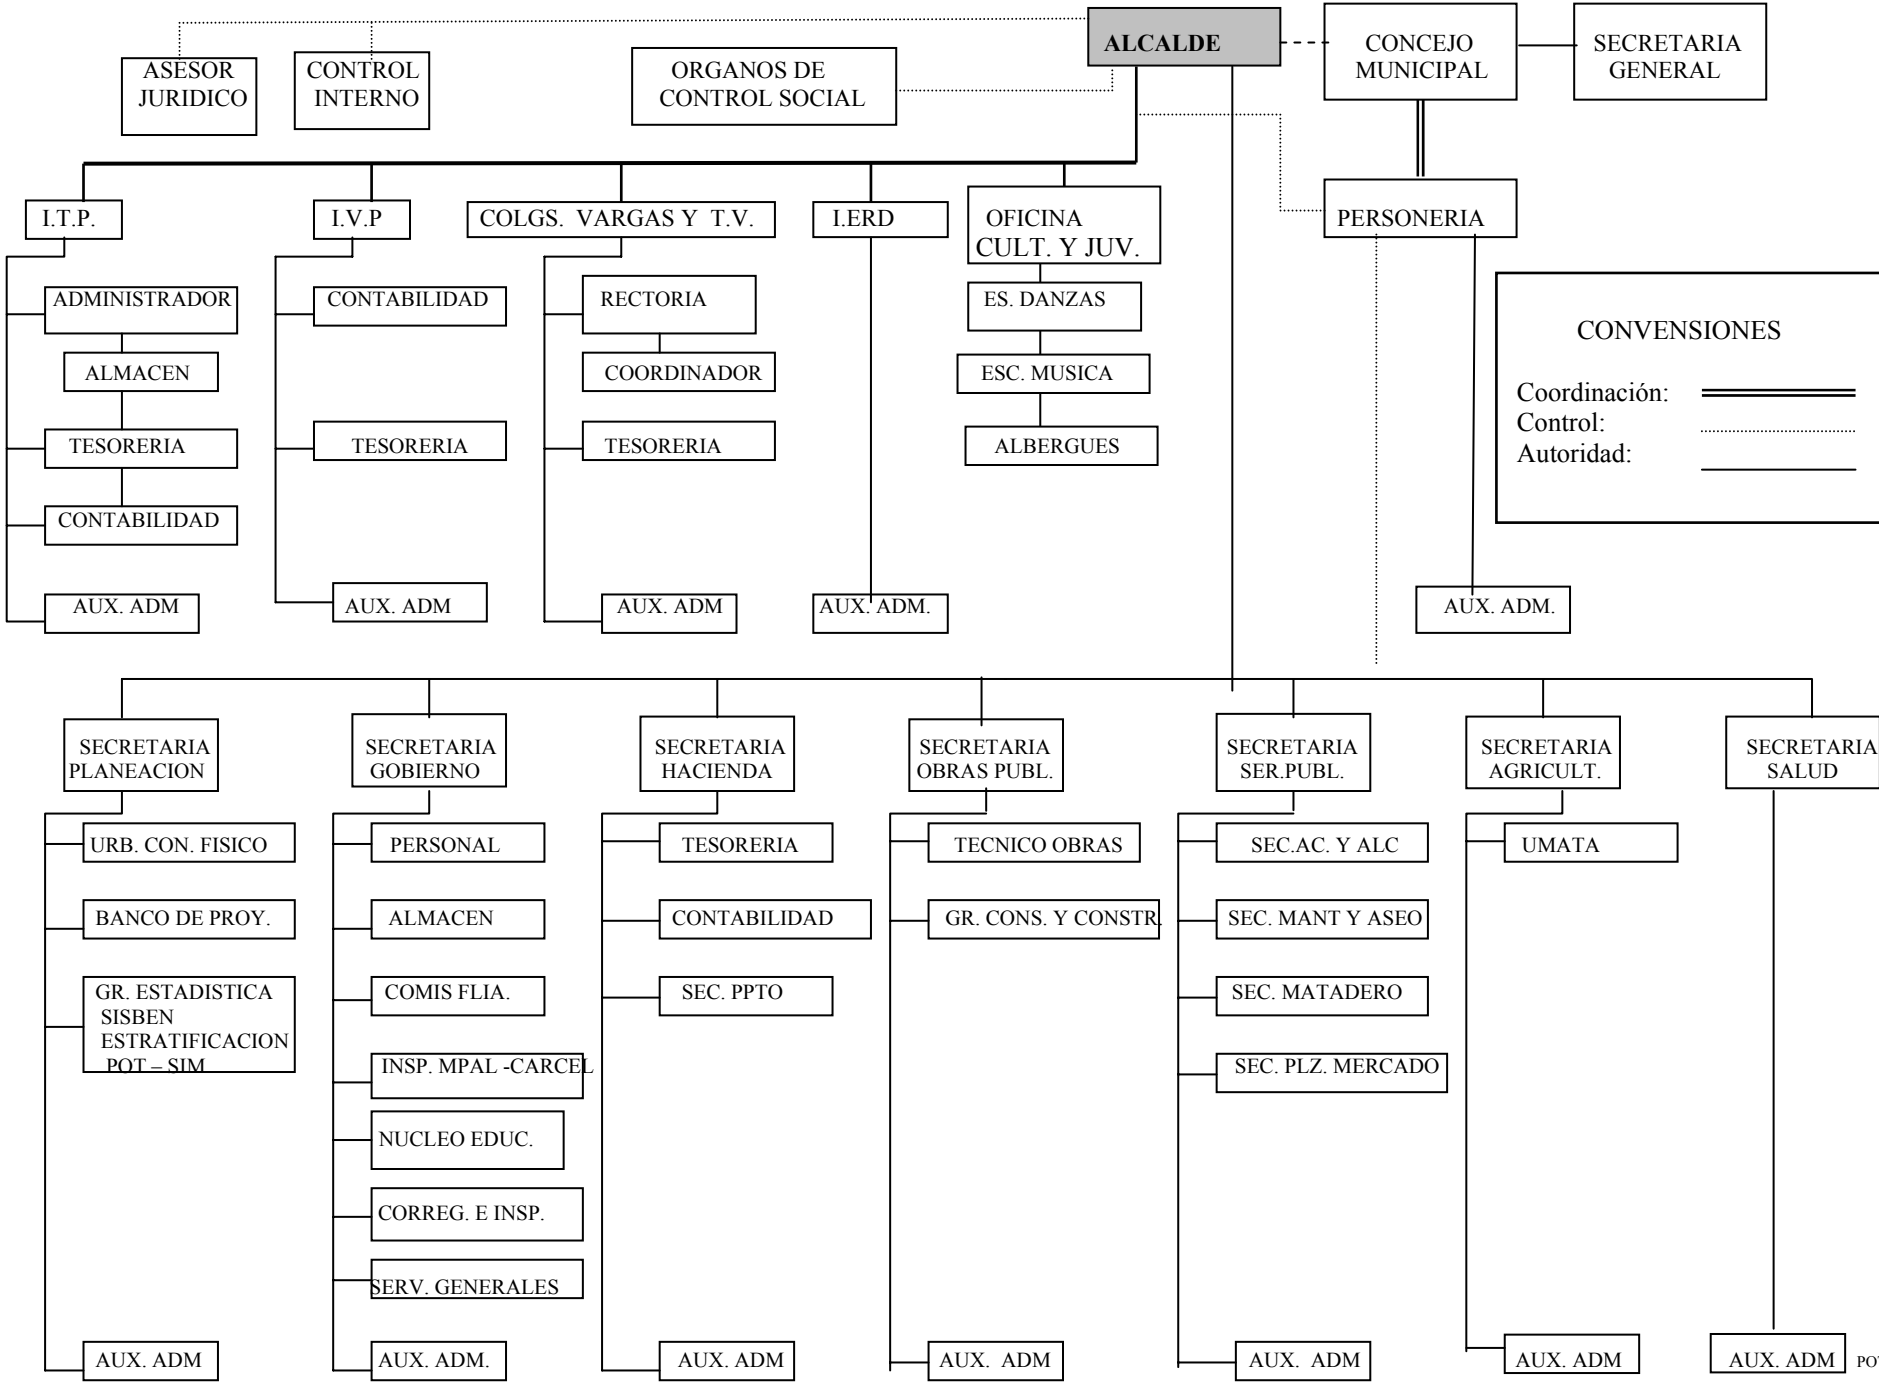 ALCALDE
CONCEJO
MUNICIPAL
SECRETARIA
GENERAL
ASESOR
JURIDICO
CONTROL
INTERNO
ORGANOS DE
CONTROL SOCIAL
I.T.P.
I.V.P
COLGS. VARGAS Y T.V.
I.ERD
OFICINA
CULT. Y JUV.
PERSONERIA
ADMINISTRADOR
ALMACEN
TESORERIA
CONTABILIDAD
AUX. ADM
CONTABILIDAD
TESORERIA
AUX. ADM
RECTORIA
COORDINADOR
TESORERIA
AUX. ADM
AUX. ADM.
ES. DANZAS
ESC. MUSICA
ALBERGUES
AUX. ADM.
CONVENSIONES
Coordinación:
Control:
Autoridad:
SECRETARIA
PLANEACION
URB. CON. FISICO
BANCO DE PROY.
GR. ESTADISTICA
SISBEN
ESTRATIFICACION
POT – SIM
AUX. ADM
SECRETARIA
GOBIERNO
PERSONAL
ALMACEN
COMIS FLIA.
INSP. MPAL -CARCEL
NUCLEO EDUC.
CORREG. E INSP.
SERV. GENERALES
AUX. ADM.
SECRETARIA
HACIENDA
TESORERIA
CONTABILIDAD
SEC. PPTO
AUX. ADM
SECRETARIA
OBRAS PUBL.
TECNICO OBRAS
GR. CONS. Y CONSTR.
AUX. ADM
SECRETARIA
SER.PUBL.
SEC.AC. Y ALC
SEC. MANT Y ASEO
SEC. MATADERO
SEC. PLZ. MERCADO
AUX. ADM
SECRETARIA
AGRICULT.
UMATA
AUX. ADM
SECRETARIA
SALUD
AUX. ADM